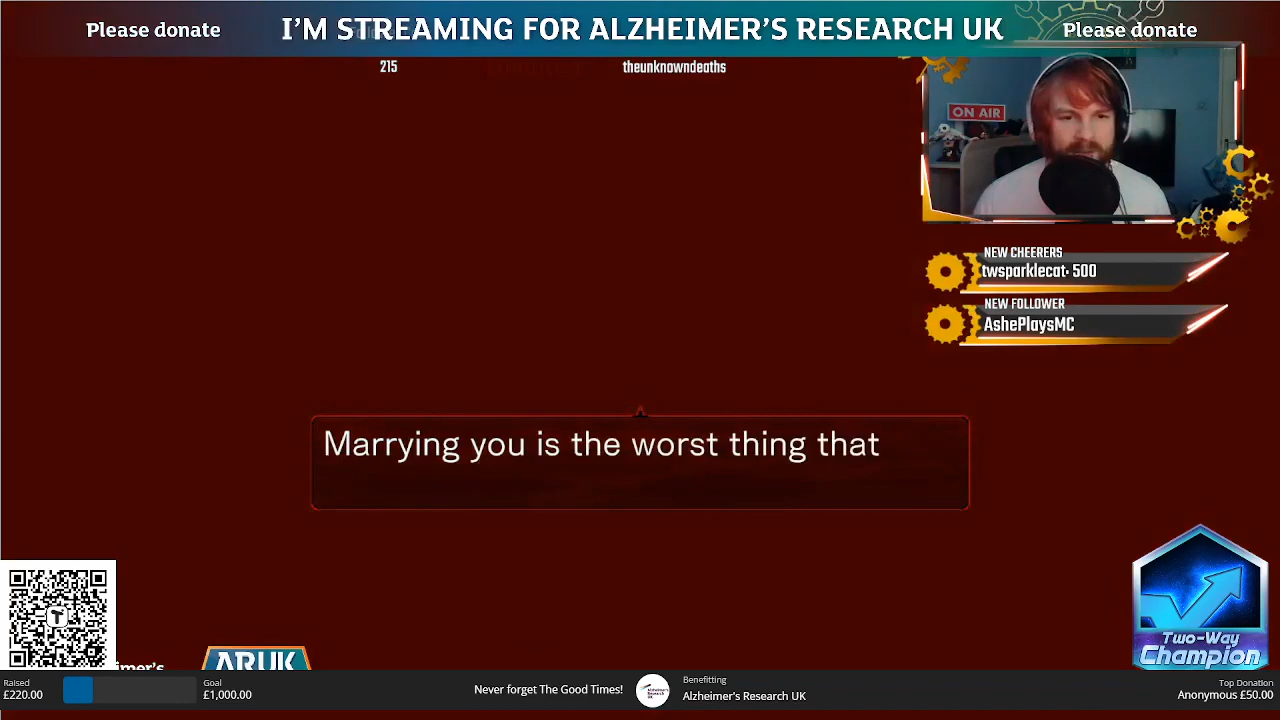 Please donate
I'M STREAMING FOR ALZHEIMER'S RESEARCH UK
Please donate
215
theunknowndeaths
ON AIR
NEW CHEERERS
twsparklecat• 500
NEW FOLLOWER
AshePlaysMC
Marrying you is the worst thing that
Two-Way
Champion
imer's
ARUK
Raised
£220.00
Goal
£1,000.00
Never forget The Good Times!
Benefitting
Alzheimer's Research UK
Top Donation
Anonymous £50.00